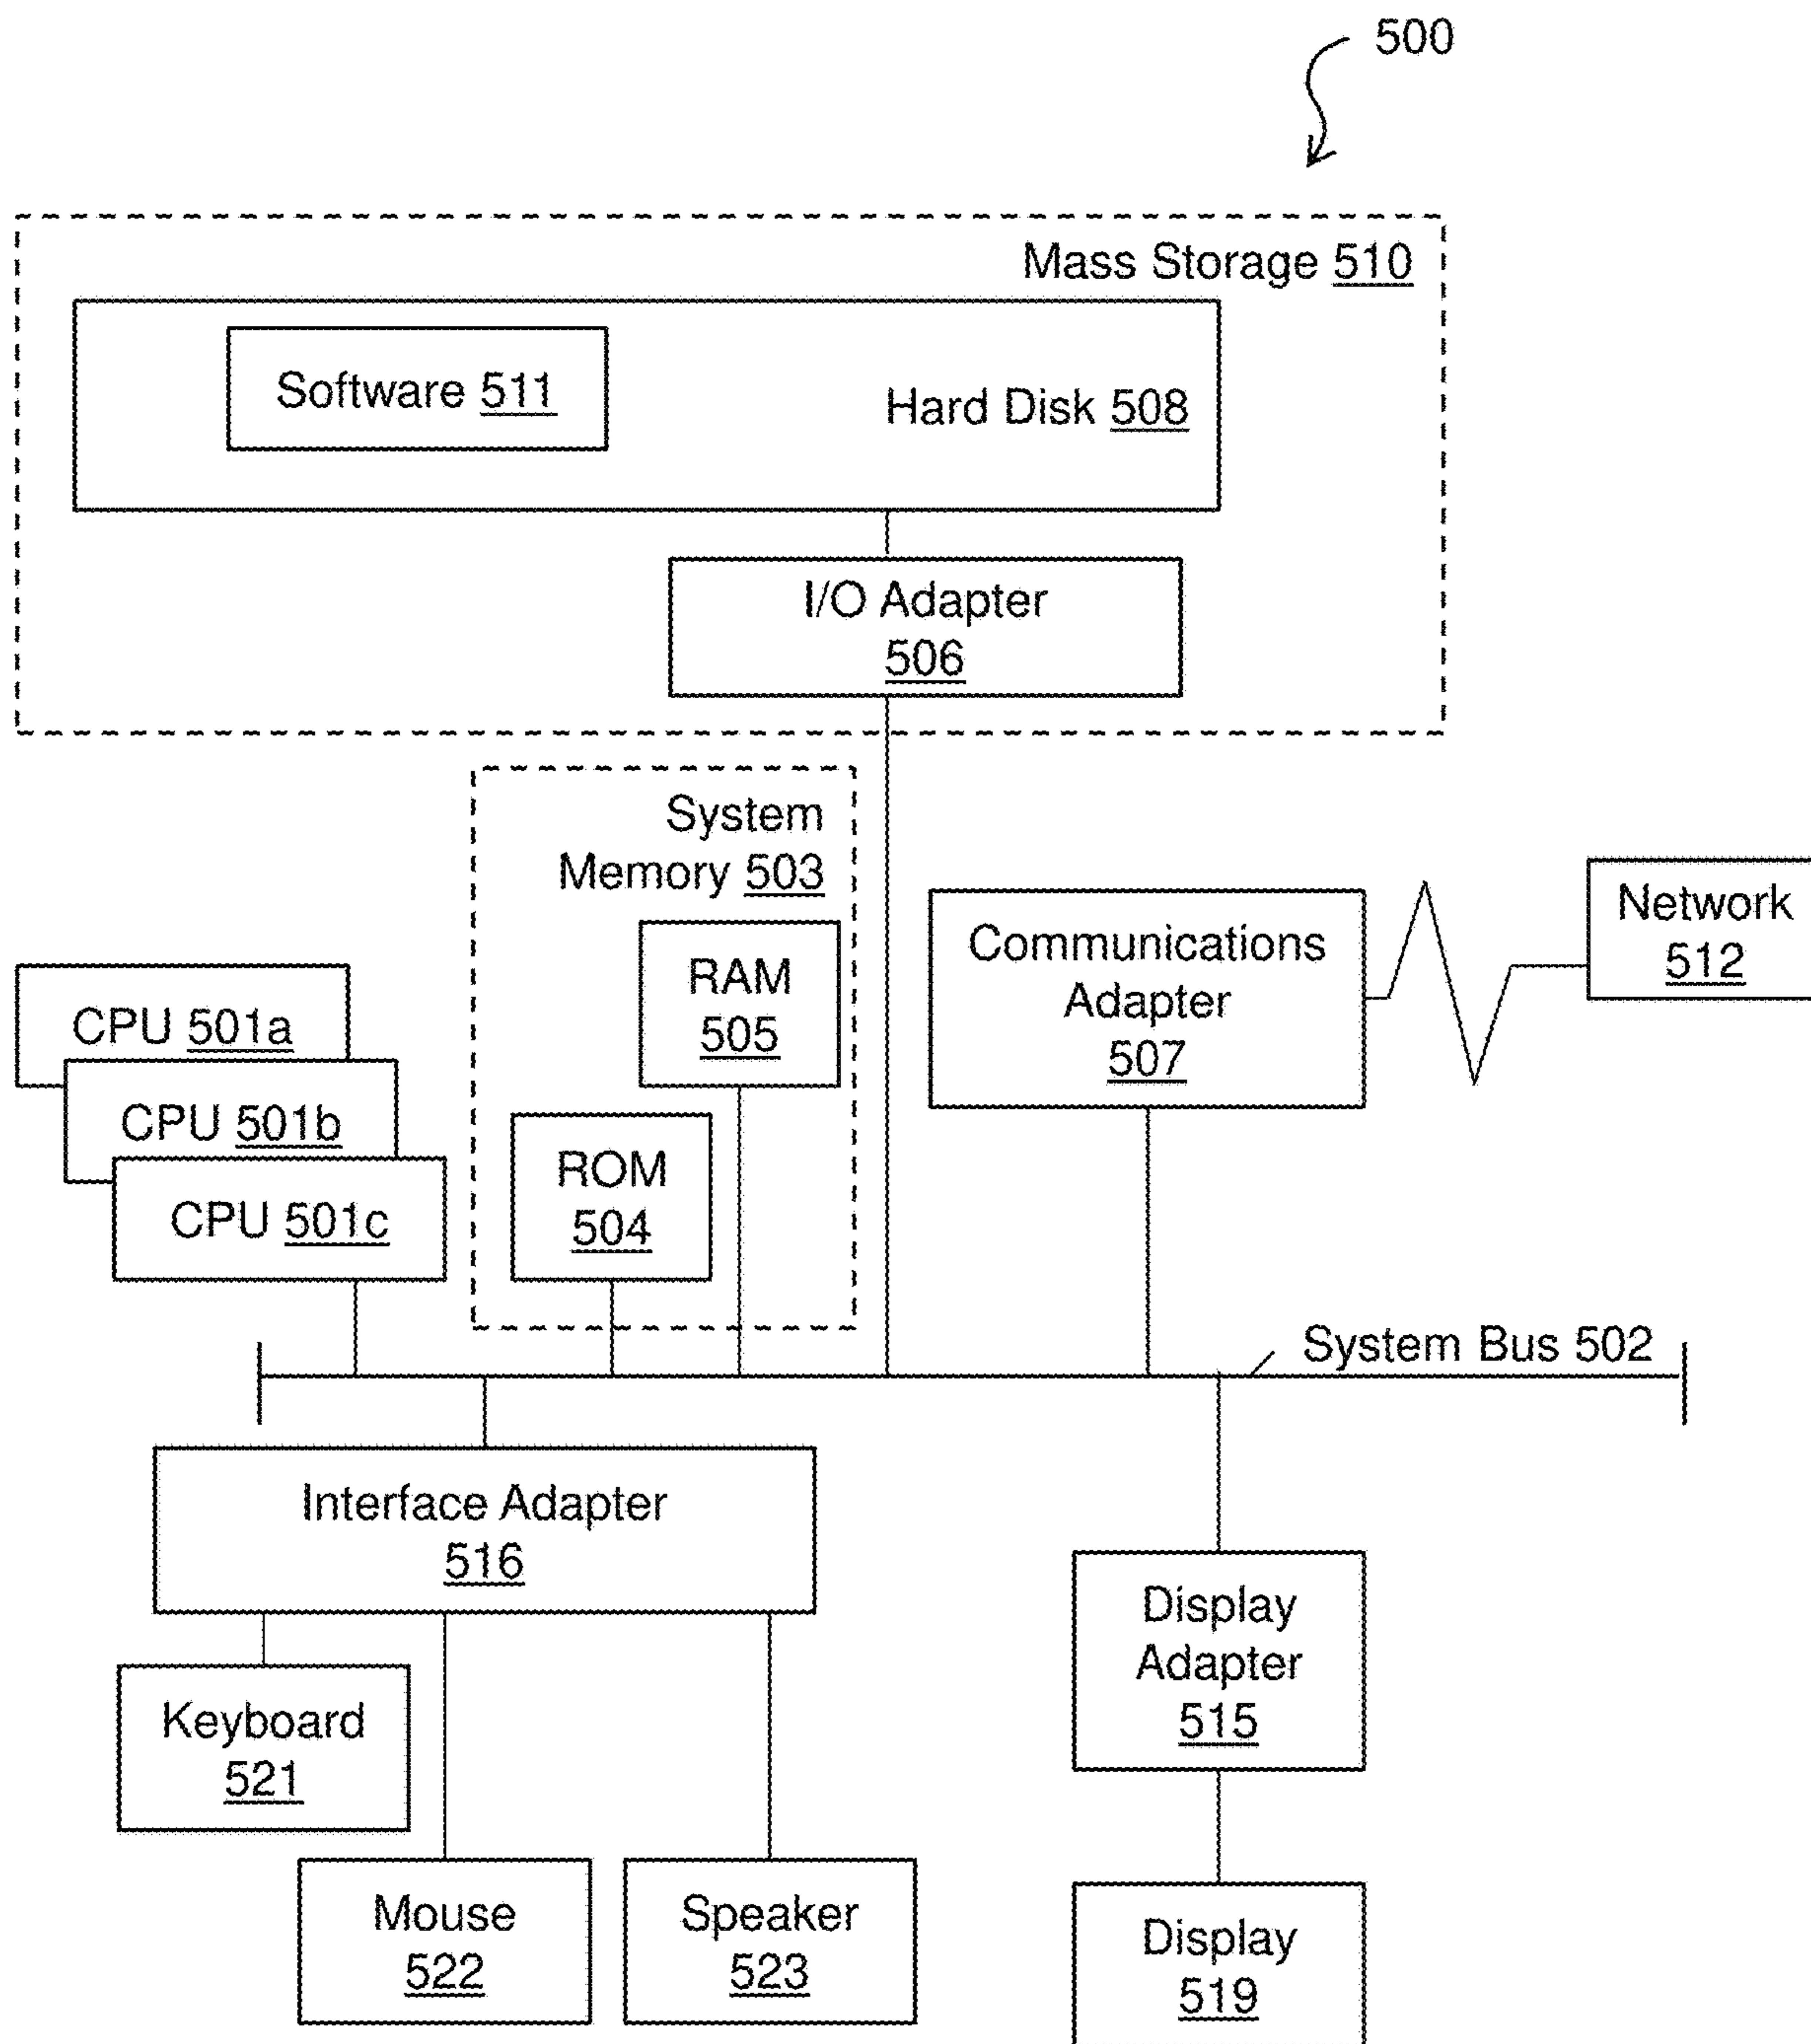 500
Mass Storage 510
Software 511
Hard Disk 508
I/O Adapter
506
System
Memory 503
RAM
505
ROM
504
CPU 501a
CPU 501b
CPU 501c
Communications
Adapter
507
Network
512
System Bus 502
Interface Adapter
516
Keyboard
521
Mouse
522
Speaker
523
Display
Adapter
515
Display
519